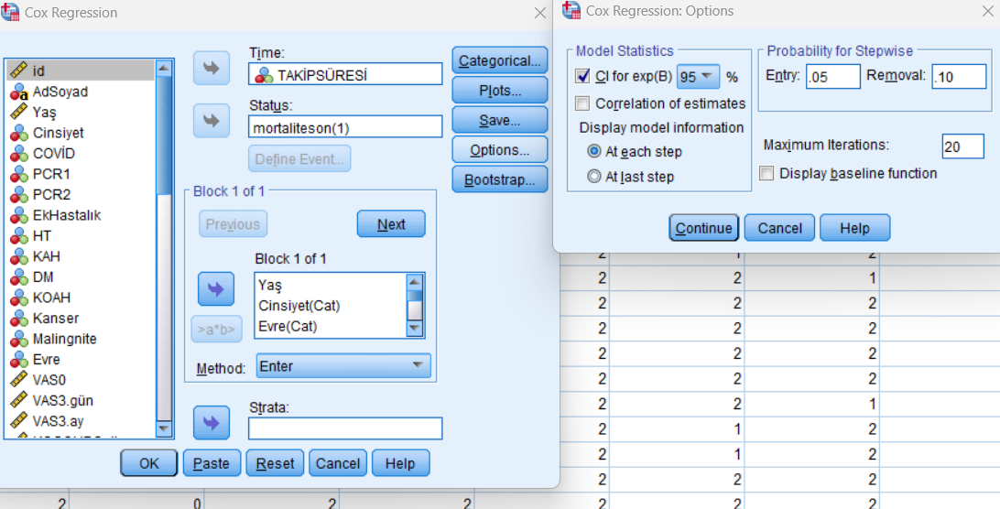 Cox Regression
id
AdSoyad
Yaş
Cinsiyet
COVİD
PCR1
PCR2
EkHastalık
HT
KAH
DM
KOAH
Kanser
Malingnite
Evre
VAS0
VAS3.gün
VAS3.ay
Time:
TAKİPSÜRESİ
Status:
mortaliteson(1)
Define Event...
Block 1 of 1
Previous
Next
Block 1 of 1
Yaş
Cinsiyet(Cat)
Evre(Cat)
>a*b>
Method: Enter
Strata:
Categorical...
Plots...
Save...
Options...
Bootstrap...
OK Paste Reset Cancel Help
Cox Regression: Options
Model Statistics
CI for exp(B) 95 %
Correlation of estimates
Display model information
At each step
At last step
Probability for Stepwise
Entry: .05 Removal: .10
Maximum Iterations: 20
Display baseline function
Continue Cancel Help
2 1 2
2 2 1
2 2 2
2 2 2
2 2 2
2 2 2
2 2 1
2 1 2
2 1 2
2 2 2
2 0 2 2 2 2 2